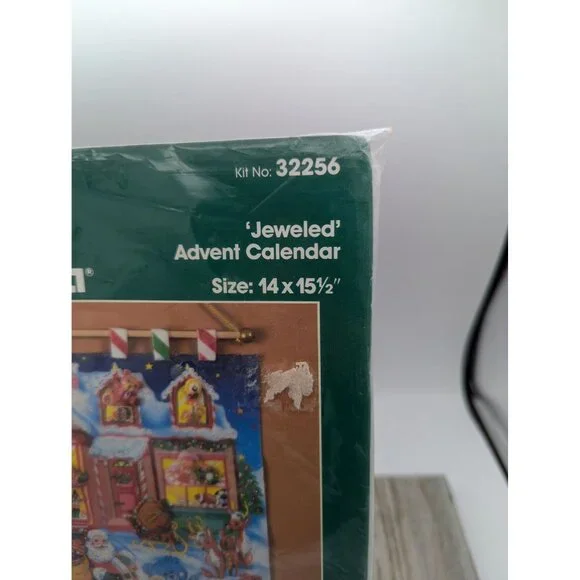 Kit No: 32256
'Jeweled'
Advent Calendar
Size: 14 x 15½"
a®